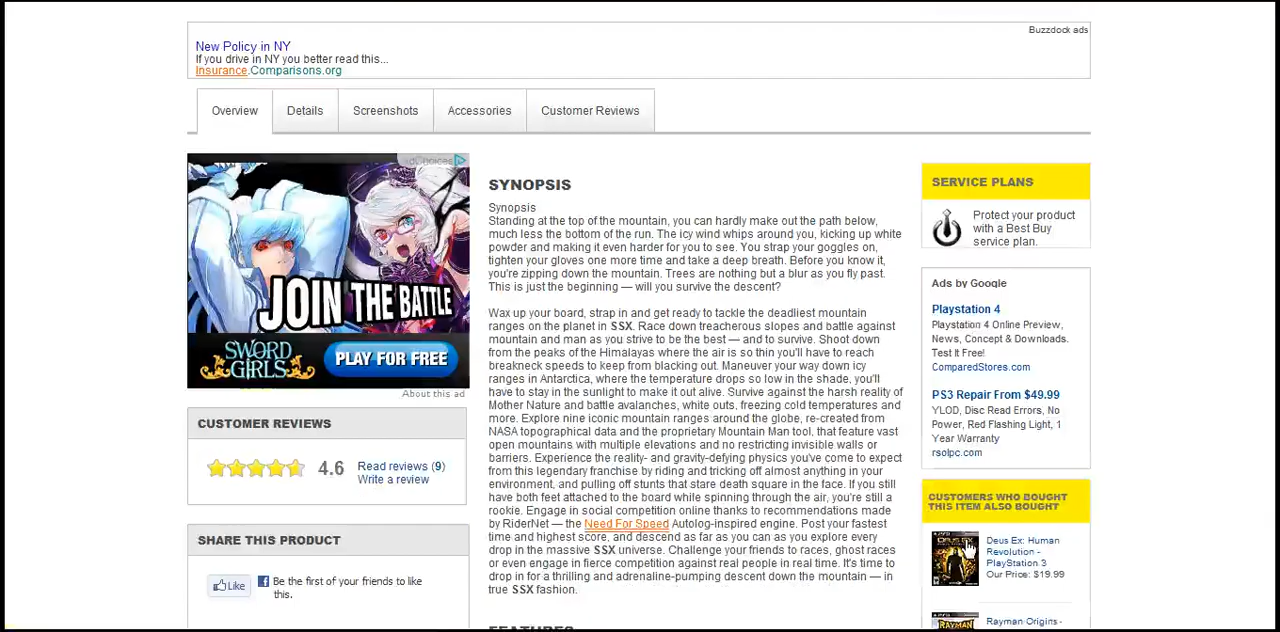 Buzzdock ads
New Policy in NY
If you drive in NY you better read this...
Insurance.Comparisons.org
Overview
Details
Screenshots
Accessories
Customer Reviews
AdChoices
JOIN THE BATTLE
SWORD
GIRLS
PLAY FOR FREE
About this ad
CUSTOMER REVIEWS
4.6
Read reviews (9)
Write a review
SHARE THIS PRODUCT
Like
Be the first of your friends to like
this.
SYNOPSIS
Synopsis
Standing at the top of the mountain, you can hardly make out the path below,
much less the bottom of the run. The icy wind whips around you, kicking up white
powder and making it even harder for you to see. You strap your goggles on,
tighten your gloves one more time and take a deep breath. Before you know it,
you're zipping down the mountain. Trees are nothing but a blur as you fly past.
This is just the beginning — will you survive the descent?
Wax up your board, strap in and get ready to tackle the deadliest mountain
ranges on the planet in SSX. Race down treacherous slopes and battle against
mountain and man as you strive to be the best — and to survive. Shoot down
from the peaks of the Himalayas where the air is so thin you'll have to reach
breakneck speeds to keep from blacking out. Maneuver your way down icy
ranges in Antarctica, where the temperature drops so low in the shade, you'll
have to stay in the sunlight to make it out alive. Survive against the harsh reality of
Mother Nature and battle avalanches, white outs, freezing cold temperatures and
more. Explore nine iconic mountain ranges around the globe, re-created from
NASA topographical data and the proprietary Mountain Man tool, that feature vast
open mountains with multiple elevations and no restricting invisible walls or
barriers. Experience the reality- and gravity-defying physics you've come to expect
from this legendary franchise by riding and tricking off almost anything in your
environment, and pulling off stunts that stare death square in the face. If you still
have both feet attached to the board while spinning through the air, you're still a
rookie. Engage in social competition online thanks to recommendations made
by RiderNet — the Need For Speed Autolog-inspired engine. Post your fastest
time and highest score, and descend as far as you can as you explore every
drop in the massive SSX universe. Challenge your friends to races, ghost races
or even engage in fierce competition against real people in real time. It's time to
drop in for a thrilling and adrenaline-pumping descent down the mountain — in
true SSX fashion.
FEATURES
SERVICE PLANS
Protect your product
with a Best Buy
service plan.
Ads by Google
Playstation 4
Playstation 4 Online Preview,
News, Concept & Downloads.
Test It Free!
ComparedStores.com
PS3 Repair From $49.99
YLOD, Disc Read Errors, No
Power, Red Flashing Light, 1
Year Warranty
rsolpc.com
CUSTOMERS WHO BOUGHT
THIS ITEM ALSO BOUGHT
Deus Ex: Human
Revolution -
PlayStation 3
Our Price: $19.99
RAYMAN
Rayman Origins -